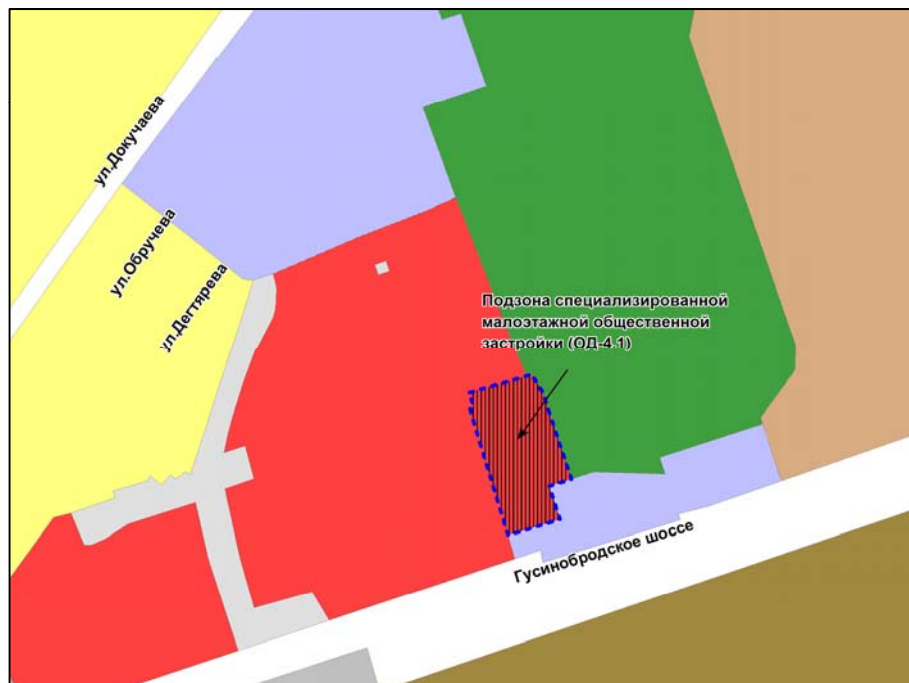 ул.Докучаева
ул.Обручева
ул.Дегтярева
Подзона специализированной
малоэтажной общественной
застройки (ОД-4.1)
Гусинобродское шоссе